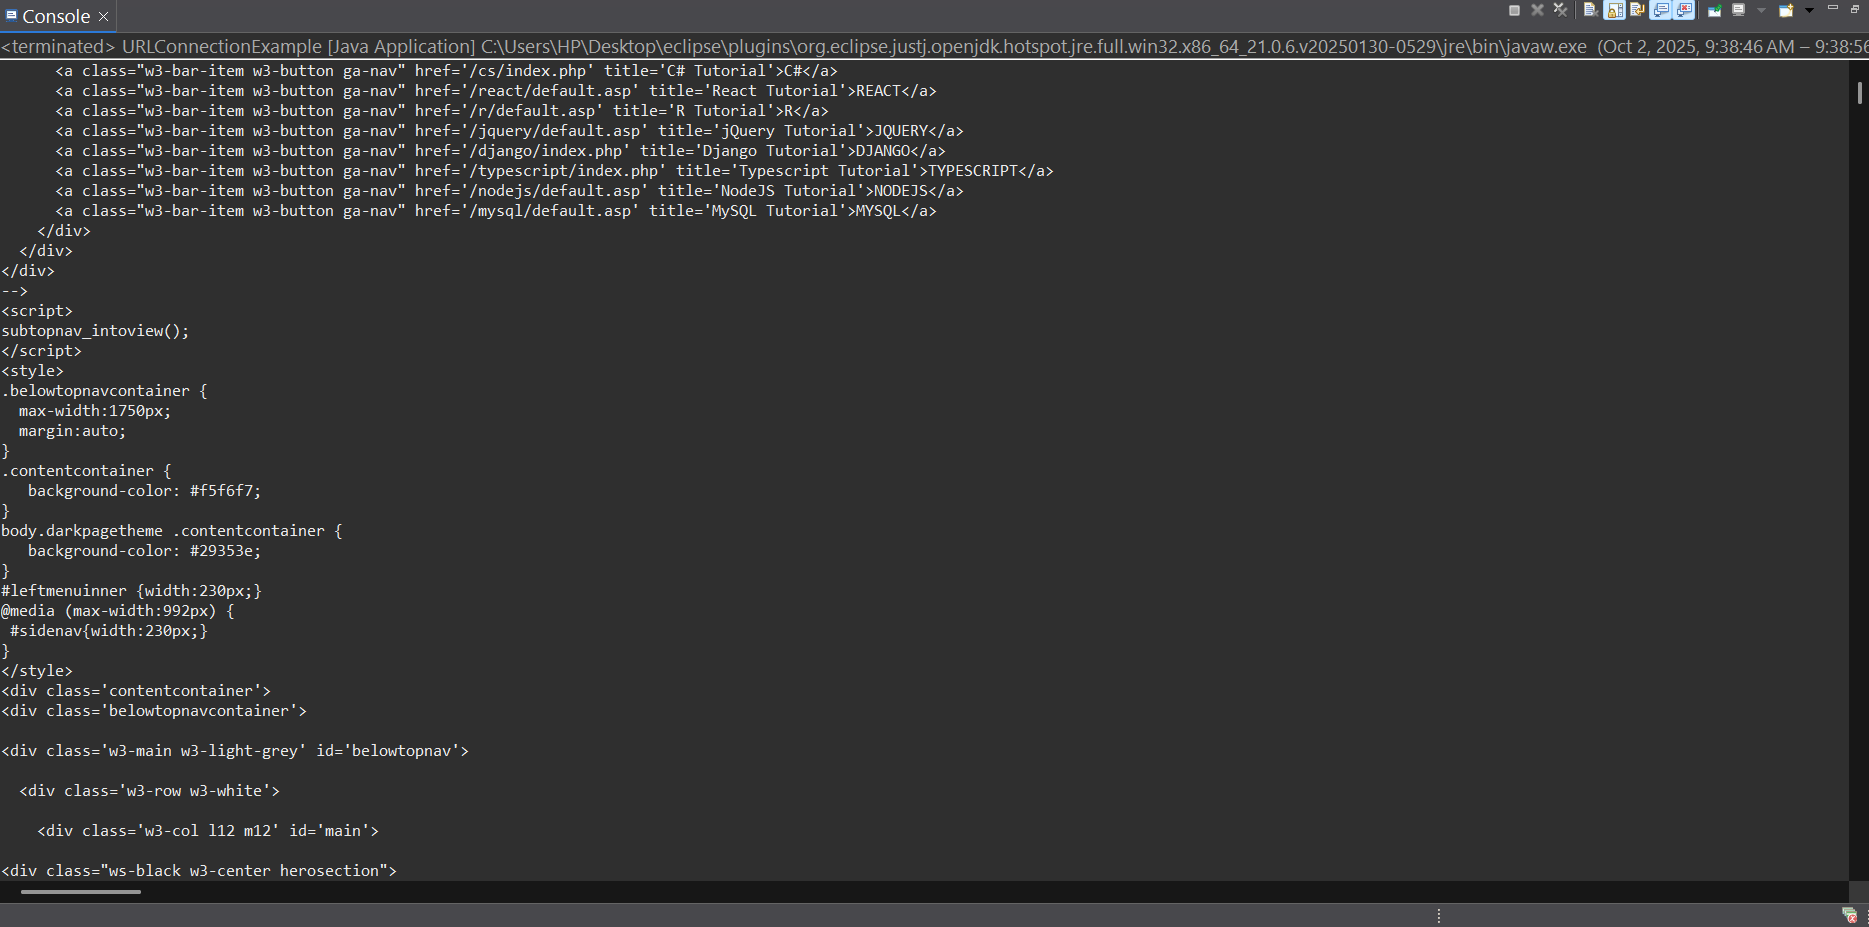 Console
<terminated> URLConnectionExample [Java Application] C:\Users\HP\Desktop\eclipse\plugins\org.eclipse.justj.openjdk.hotspot.jre.full.win32.x86_64_21.0.6.v20250130-0529\jre\bin\javaw.exe (Oct 2, 2025, 9:38:46 AM – 9:38:56
      <a class="w3-bar-item w3-button ga-nav" href='/cs/index.php' title='C# Tutorial'>C#</a>
      <a class="w3-bar-item w3-button ga-nav" href='/react/default.asp' title='React Tutorial'>REACT</a>
      <a class="w3-bar-item w3-button ga-nav" href='/r/default.asp' title='R Tutorial'>R</a>
      <a class="w3-bar-item w3-button ga-nav" href='/jquery/default.asp' title='jQuery Tutorial'>JQUERY</a>
      <a class="w3-bar-item w3-button ga-nav" href='/django/index.php' title='Django Tutorial'>DJANGO</a>
      <a class="w3-bar-item w3-button ga-nav" href='/typescript/index.php' title='Typescript Tutorial'>TYPESCRIPT</a>
      <a class="w3-bar-item w3-button ga-nav" href='/nodejs/default.asp' title='NodeJS Tutorial'>NODEJS</a>
      <a class="w3-bar-item w3-button ga-nav" href='/mysql/default.asp' title='MySQL Tutorial'>MYSQL</a>
    </div>
  </div>
</div>
-->
<script>
subtopnav_intoview();
</script>
<style>
.belowtopnavcontainer {
  max-width:1750px;
  margin:auto;
}
.contentcontainer {
   background-color: #f5f6f7;
}
body.darkpagetheme .contentcontainer {
   background-color: #29353e;
}
#leftmenuinner {width:230px;}
@media (max-width:992px) {
 #sidenav{width:230px;}
}
</style>
<div class='contentcontainer'>
<div class='belowtopnavcontainer'>
<div class='w3-main w3-light-grey' id='belowtopnav'>
  <div class='w3-row w3-white'>
    <div class='w3-col l12 m12' id='main'>
<div class="ws-black w3-center herosection">